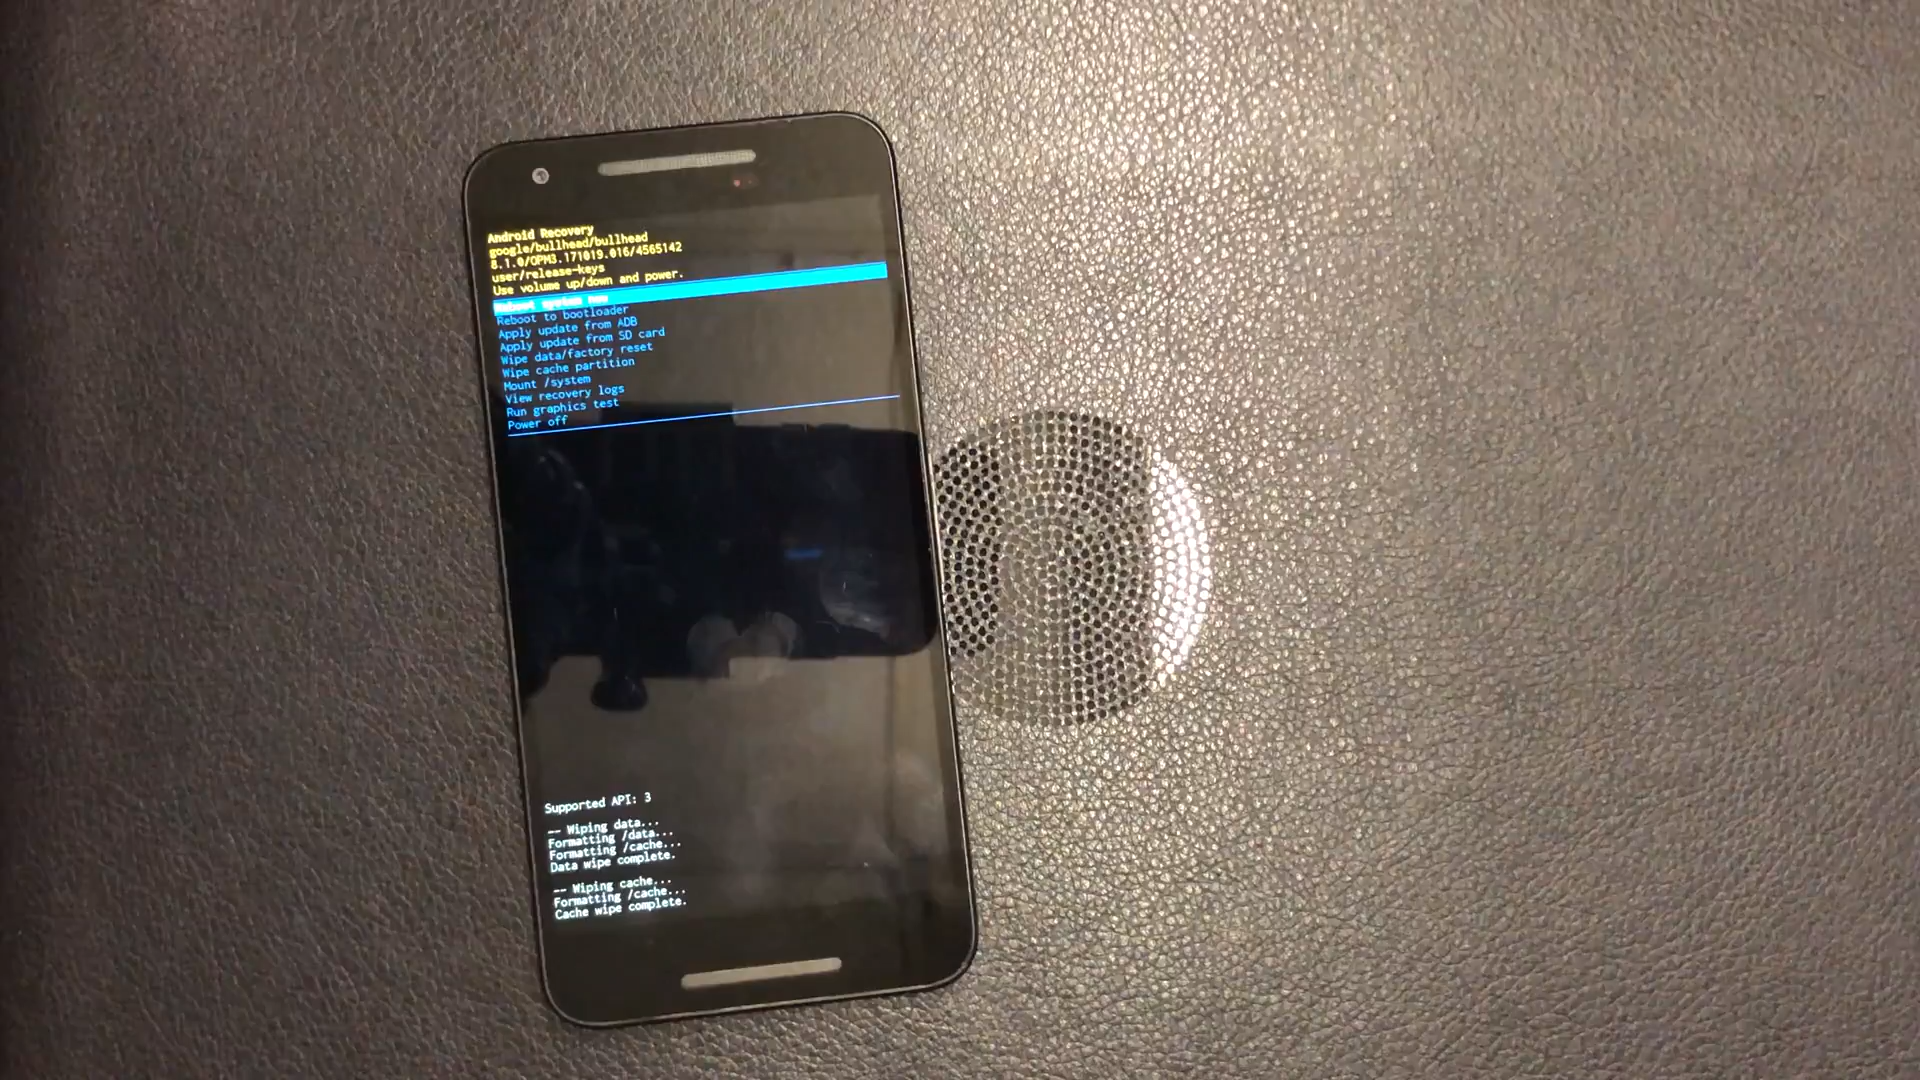 Android Recovery
google/bullhead/bullhead
8.1.0/OPM3.171019.016/4565142
user/release-keys
Use volume up/down and power.
Reboot system now
Reboot to bootloader
Apply update from ADB
Apply update from SD card
Wipe data/factory reset
Wipe cache partition
Mount /system
View recovery logs
Run graphics test
Power off
Supported API: 3
-- Wiping data...
Formatting /data...
Formatting /cache...
Data wipe complete.
-- Wiping cache...
Formatting /cache...
Cache wipe complete.